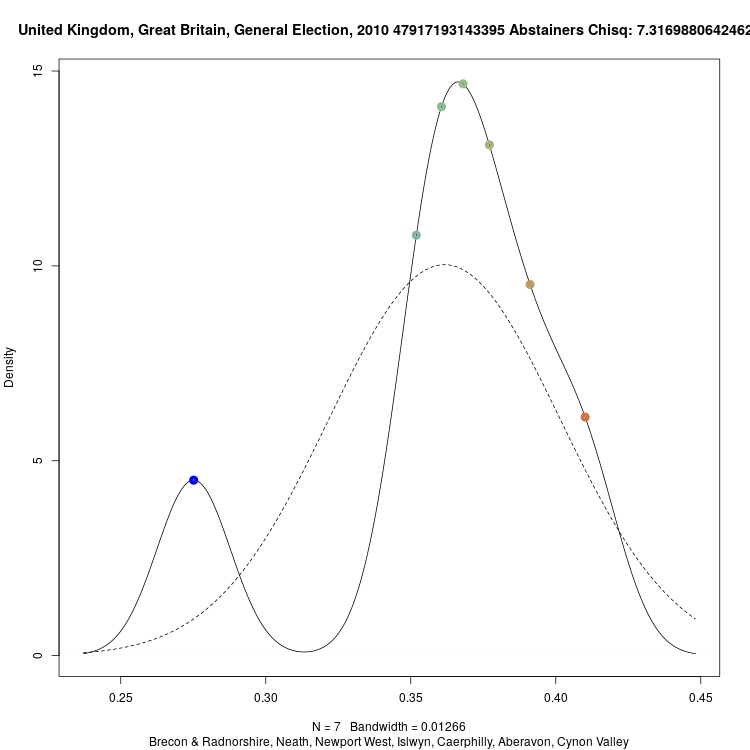 United Kingdom, Great Britain, General Election, 2010 47917193143395 Abstainers Chisq: 7.3169880642462
15
10
5
0
Density
0.25 0.30 0.35 0.40 0.45
N = 7 Bandwidth = 0.01266
Brecon & Radnorshire, Neath, Newport West, Islwyn, Caerphilly, Aberavon, Cynon Valley